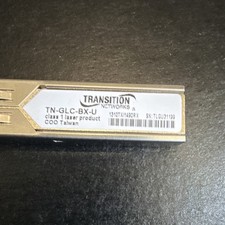 TRANSITION
NETWORKS
TN-GLC-BX-U
class 1 laser product
COO Taiwan